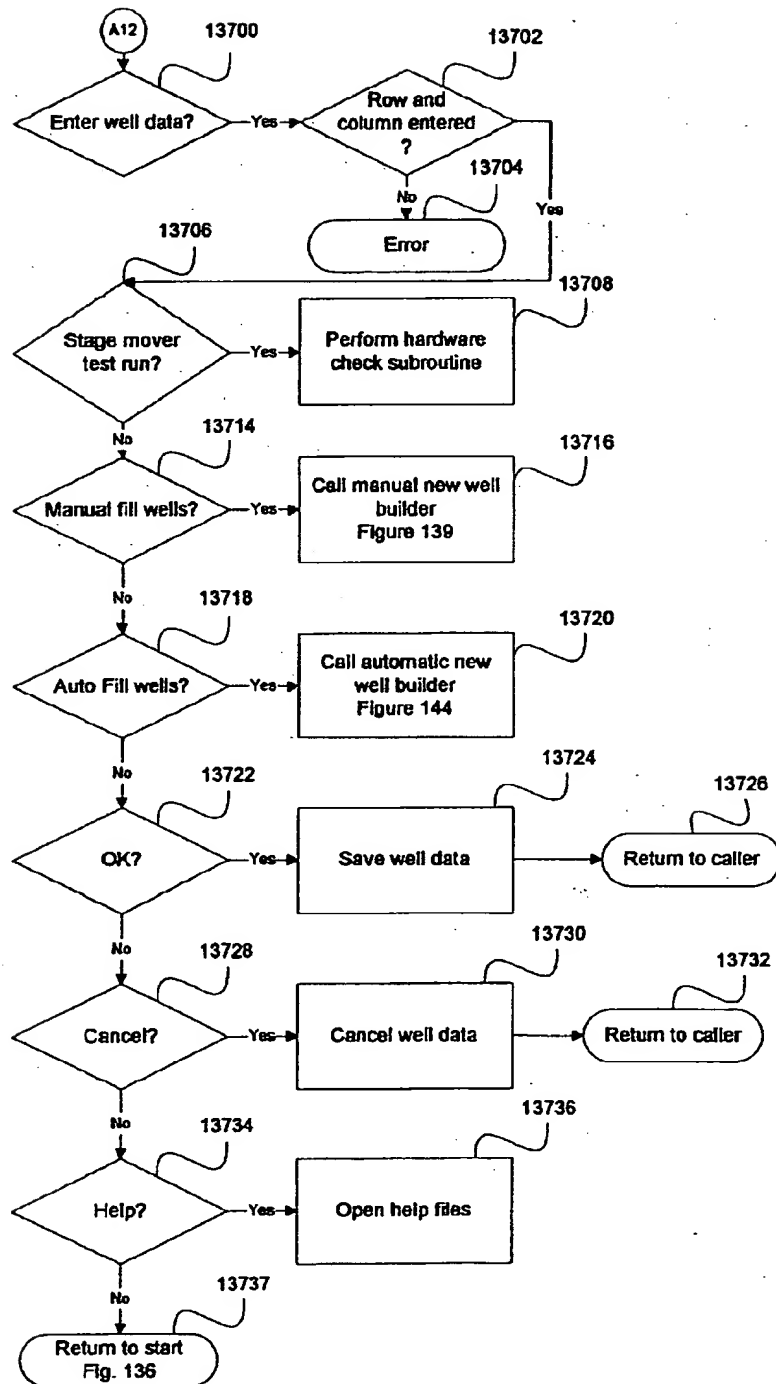 A12
13700
13702
Enter well data?
Yes
Row and
column entered
?
13704
No
Yes
Error
13706
13708
Stage mover
test run?
Yes
Perform hardware
check subroutine
No
13714
13716
Manual fill wells?
Yes
Call manual new well
builder
Figure 139
No
13718
13720
Auto Fill wells?
Yes
Call automatic new
well builder
Figure 144
No
13722
13724
13726
OK?
Yes
Save well data
Return to caller
No
13728
13730
13732
Cancel?
Yes
Cancel well data
Return to caller
No
13734
13736
Help?
Yes
Open help files
No
13737
Return to start
Fig. 136